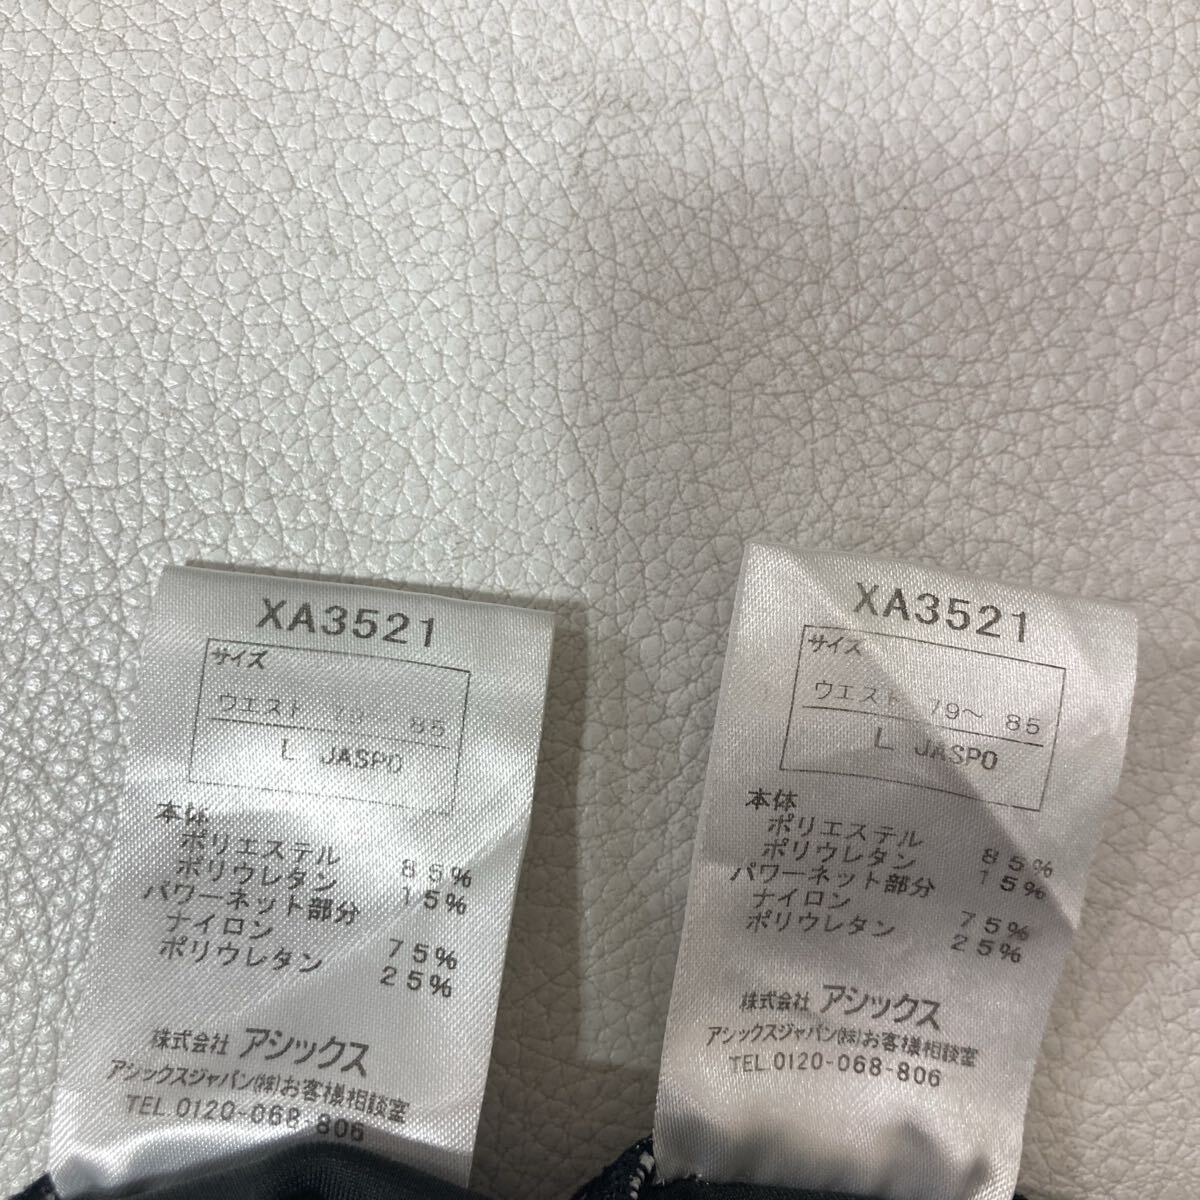 XA3521
サイズ
ウエスト 79～ 85
L JASPO
本体
ポリエステル 85%
ポリウレタン 15%
パワーネット部分
ナイロン 75%
ポリウレタン 25%
株式会社 アシックス
アシックスジャパン(株)お客様相談室
TEL.0120-068-806
XA3521
サイズ
ウエスト 79～ 85
L JASPO
本体
ポリエステル 85%
ポリウレタン 15%
パワーネット部分
ナイロン 75%
ポリウレタン 25%
株式会社 アシックス
アシックスジャパン(株)お客様相談室
TEL.0120-068-806